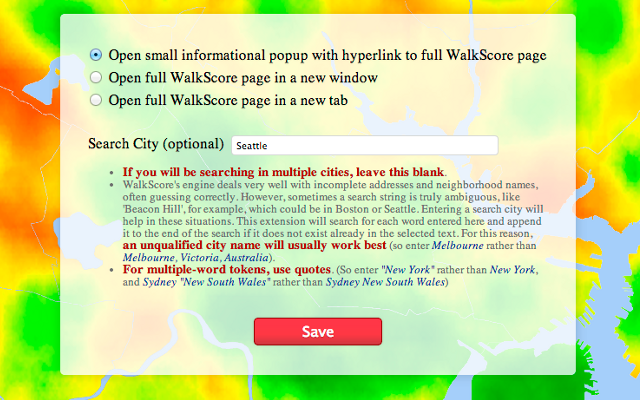 Open small informational popup with hyperlink to full WalkScore page
Open full WalkScore page in a new window
Open full WalkScore page in a new tab
Search City (optional) Seattle
• If you will be searching in multiple cities, leave this blank.
• WalkScore's engine deals very well with incomplete addresses and neighborhood names,
often guessing correctly. However, sometimes a search string is truly ambiguous, like
'Beacon Hill', for example, which could be in Boston or Seattle. Entering a search city will
help in these situations. This extension will search for each word entered here and append
it to the end of the search if it does not exist already in the selected text. For this reason,
an unqualified city name will usually work best (so enter Melbourne rather than
Melbourne, Victoria, Australia).
• For multiple-word tokens, use quotes. (So enter "New York" rather than New York,
and Sydney "New South Wales" rather than Sydney New South Wales)
Save